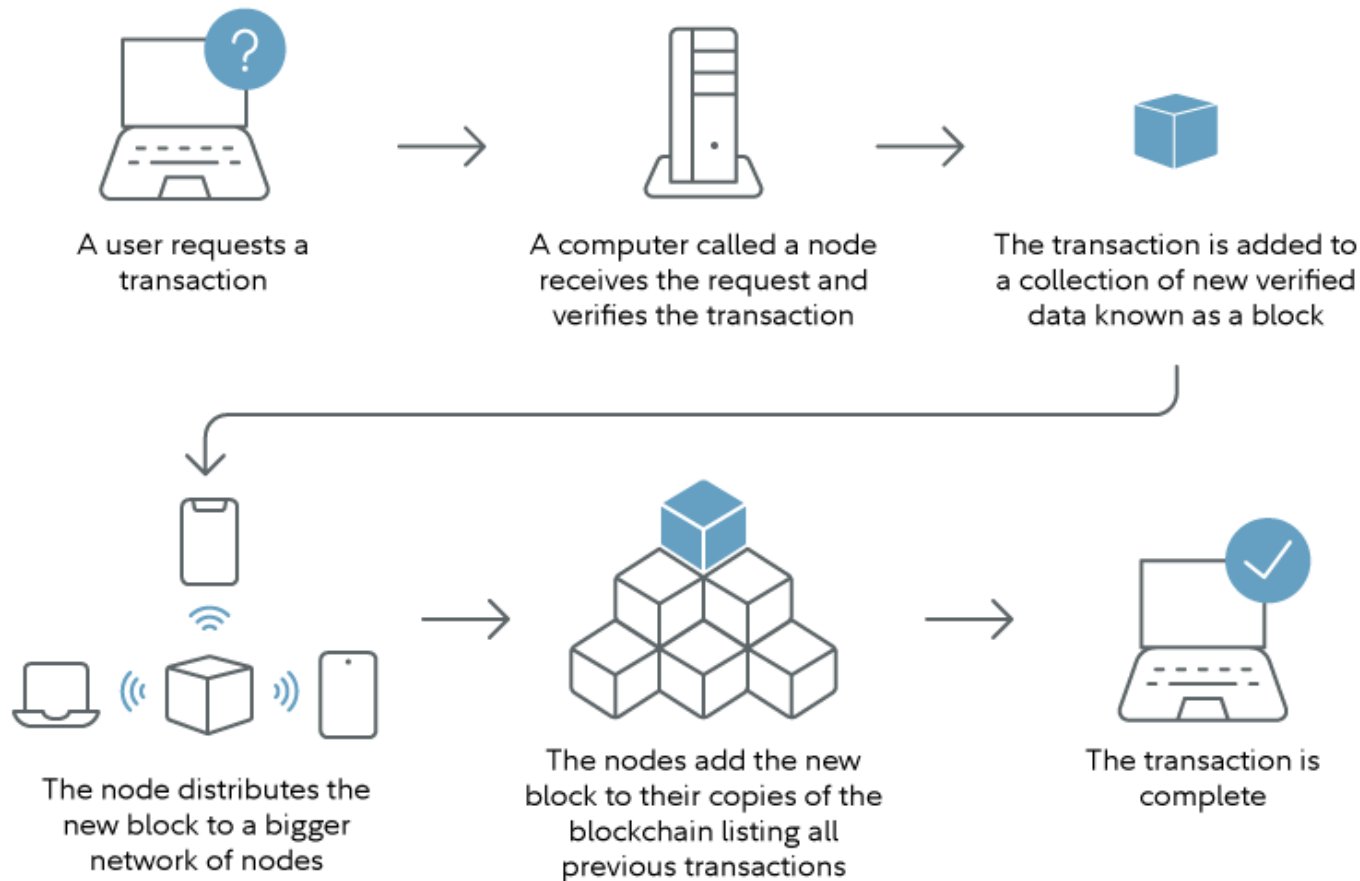 ?
A user requests a
transaction
A computer called a node
receives the request and
verifies the transaction
The transaction is added to
a collection of new verified
data known as a block
The node distributes the
new block to a bigger
network of nodes
The nodes add the new
block to their copies of the
blockchain listing all
previous transactions
The transaction is
complete